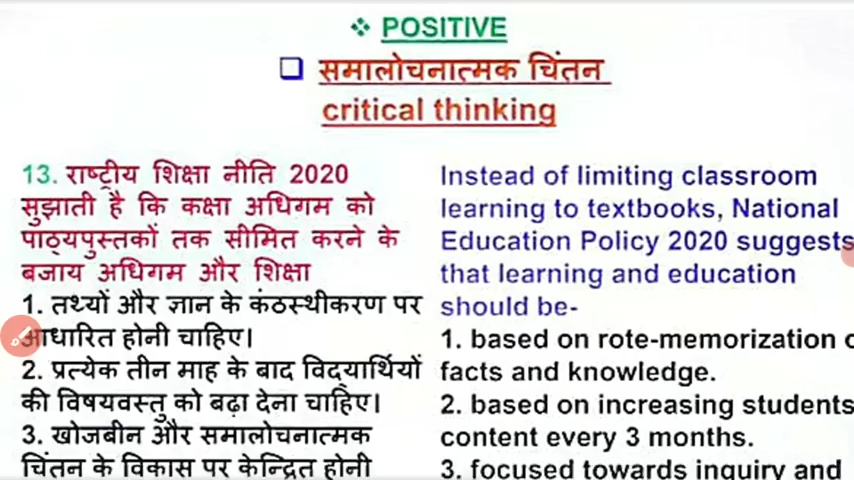 ❖ POSITIVE
❑ समालोचनात्मक चिंतन
critical thinking
13. राष्ट्रीय शिक्षा नीति 2020
सुझाती है कि कक्षा अधिगम को
पाठ्यपुस्तकों तक सीमित करने के
बजाय अधिगम और शिक्षा
1. तथ्यों और ज्ञान के कंठस्थीकरण पर
आधारित होनी चाहिए।
2. प्रत्येक तीन माह के बाद विद्यार्थियों
की विषयवस्तु को बढ़ा देना चाहिए।
3. खोजबीन और समालोचनात्मक
चिंतन के विकास पर केन्द्रित होनी
Instead of limiting classroom
learning to textbooks, National
Education Policy 2020 suggests
that learning and education
should be-
1. based on rote-memorization
facts and knowledge.
2. based on increasing students
content every 3 months.
3. focused towards inquiry and